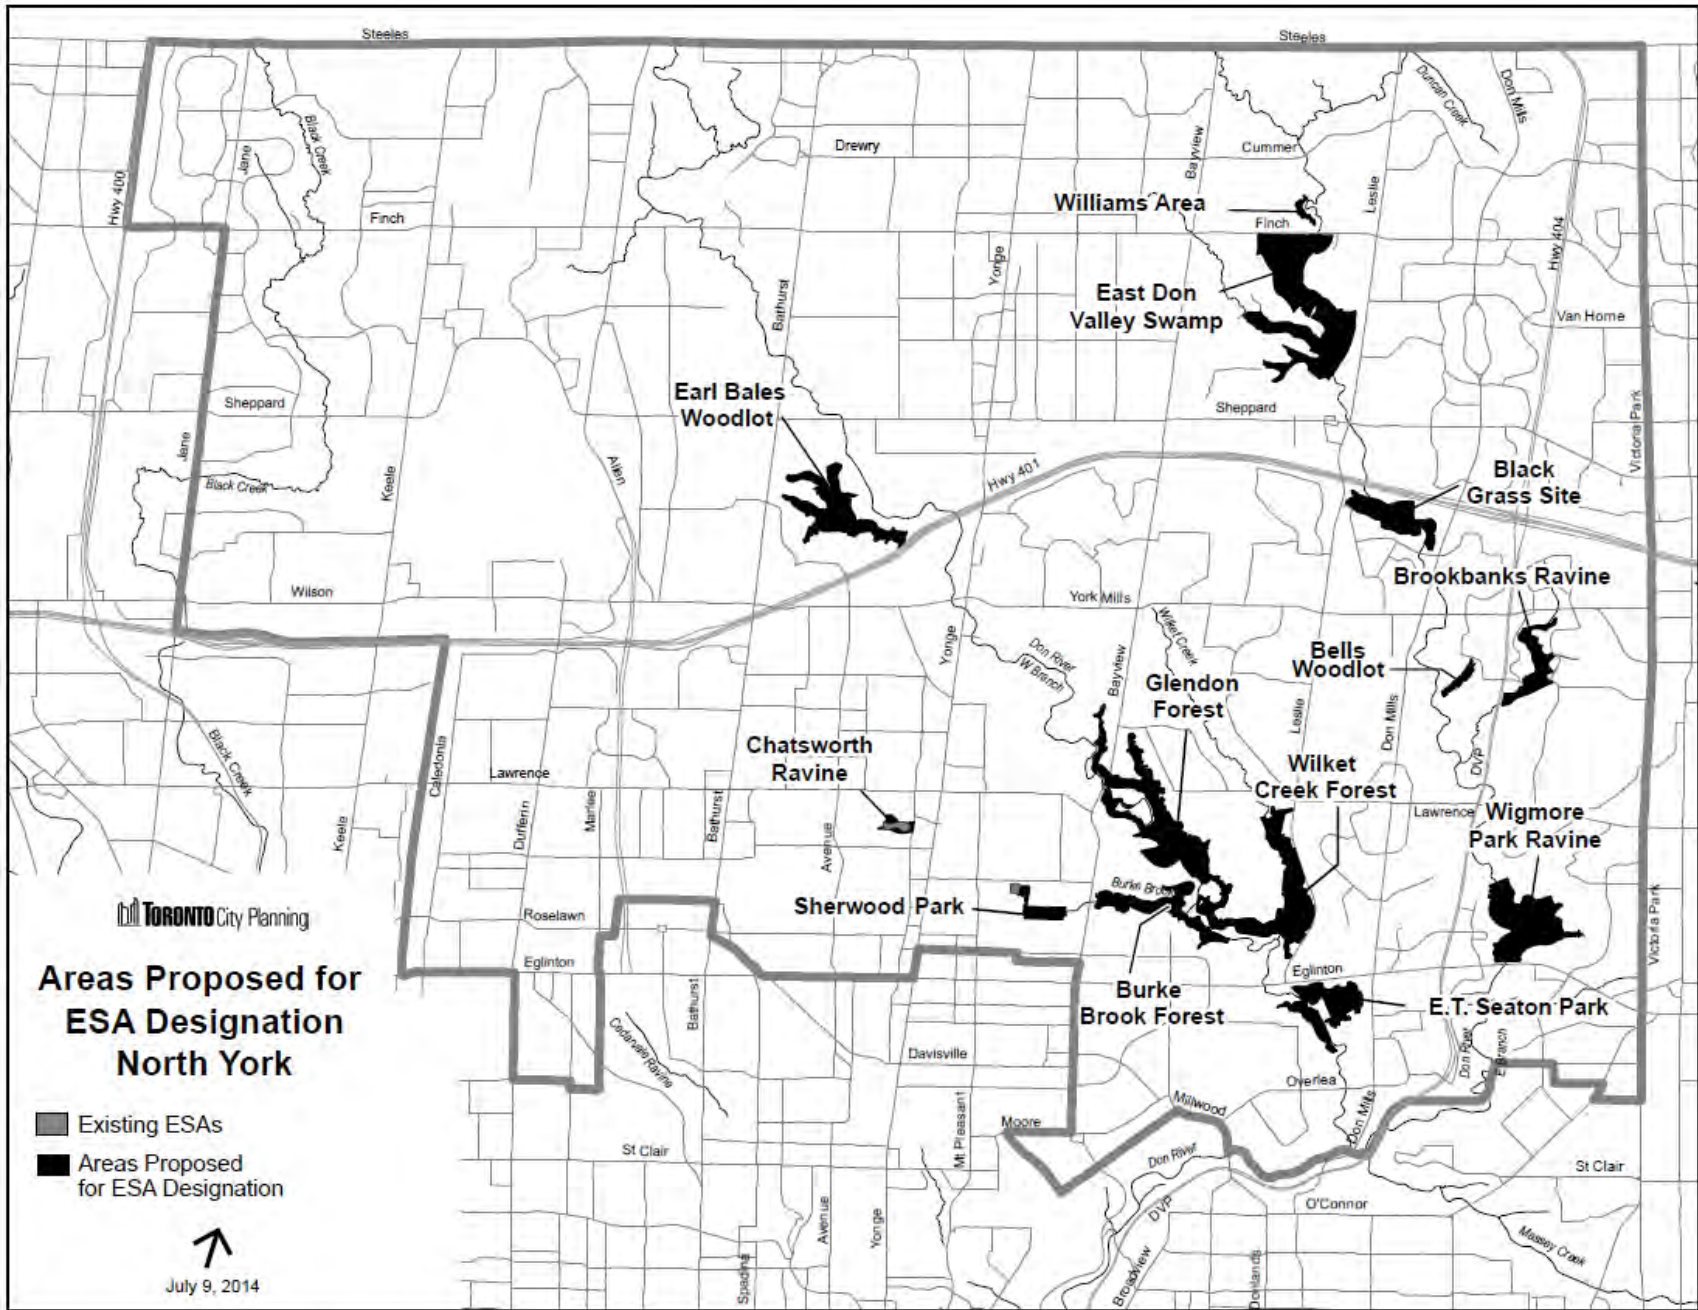 Steeles
Steeles
Duncan Creek
Don Mills
Black Creek
Jane
Drewry
Bayview
Cummer
Hwy 400
Finch
Williams Area
Finch
Leslie
Hwy 404
Yonge
Bathurst
East Don
Valley Swamp
Van Horne
Earl Bales
Woodlot
Sheppard
Sheppard
Victoria Park
Jane
Keele
Allen
Black Creek
Hwy 401
Black
Grass Site
Brookbanks Ravine
Wilson
York Mills
Wilket Creek
Yonge
Don River
W Branch
Bayview
Bells
Woodlot
Glendon
Forest
Leslie
Don Mills
Black Creek
Caledonia
Chatsworth
Ravine
Lawrence
DVP
Wilket
Creek Forest
Keele
Dufferin
Marlee
Bathurst
Avenue
Lawrence
Wigmore
Park Ravine
Burke Brook
Sherwood Park
Victoria Park
TORONTO City Planning
Roselawn
Eglinton
Eglinton
Areas Proposed for
ESA Designation
North York
Bathurst
Burke
Brook Forest
E.T. Seaton Park
Cedarvale Ravine
Davisville
Don River
E Branch
Overlea
Existing ESAs
Mt Pleasant
Moore
Millwood
Don Mills
Areas Proposed
for ESA Designation
St Clair
Don River
St Clair
O'Connor
Avenue
Yonge
DVP
Massey Creek
Spadina
Broadview
Donlands
July 9, 2014